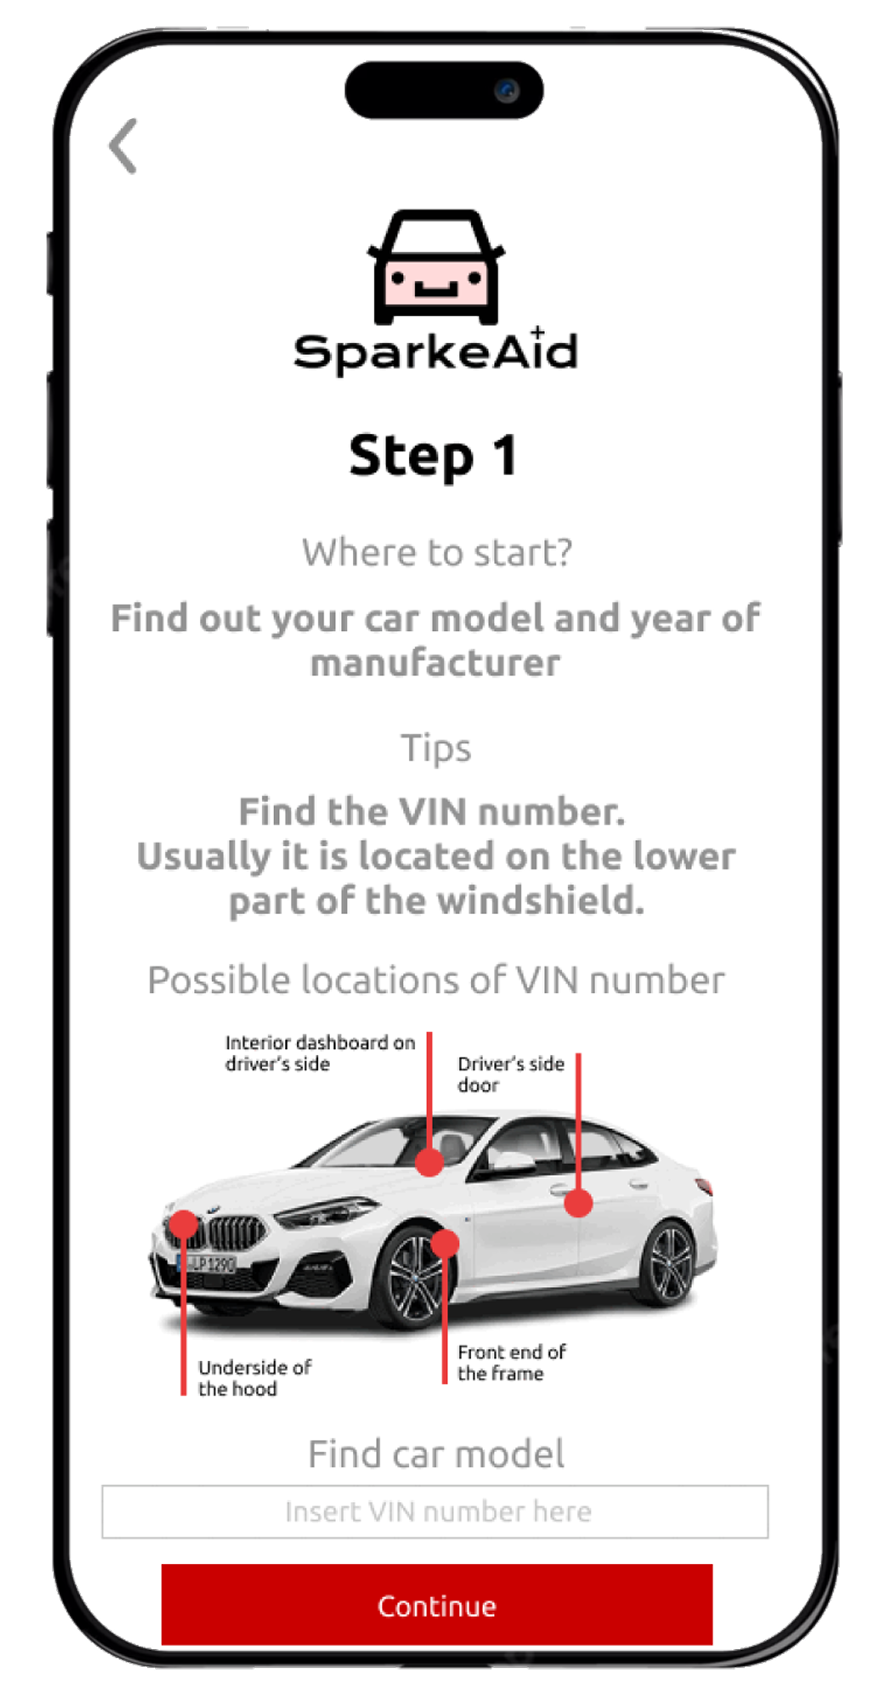 SparkeAid
Step 1
Where to start?
Find out your car model and year of
manufacturer
Tips
Find the VIN number.
Usually it is located on the lower
part of the windshield.
Possible locations of VIN number
Interior dashboard on
driver's side
Driver's side
door
Underside of
the hood
Front end of
the frame
Find car model
Insert VIN number here
Continue